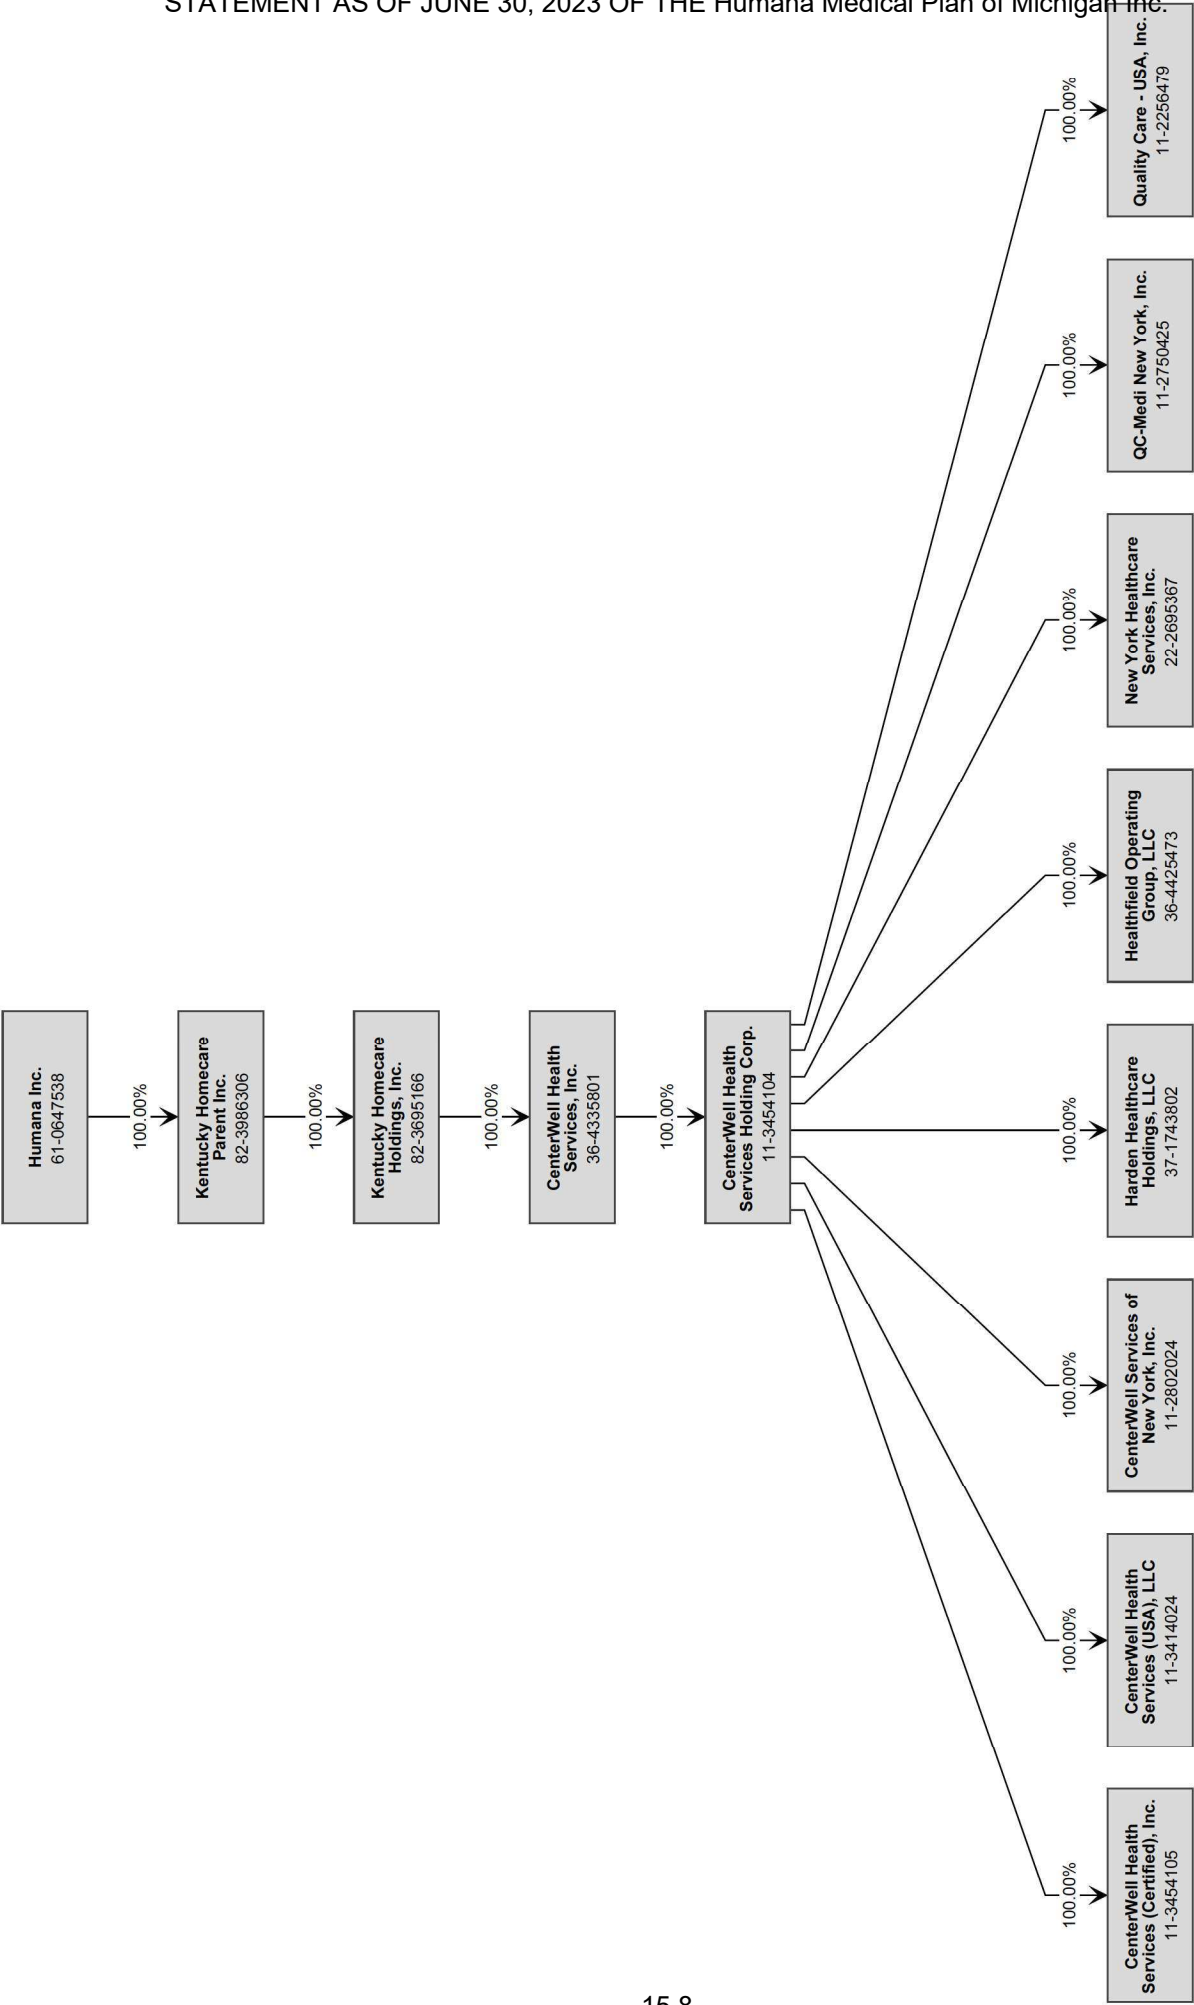 STATEMENT AS OF JUNE 30, 2023 OF THE Humana Medical Plan of Michigan Inc.
Humana Inc.
61-0647538
100.00%
Kentucky Homecare
Parent Inc.
82-3986306
100.00%
Kentucky Homecare
Holdings, Inc.
82-3695166
100.00%
CenterWell Health
Services, Inc.
36-4335801
100.00%
CenterWell Health
Services Holding Corp.
11-3454104
100.00%
CenterWell Health
Services (Certified), Inc.
11-3454105
100.00%
CenterWell Health
Services (USA), LLC
11-3414024
100.00%
CenterWell Services of
New York, Inc.
11-2802024
100.00%
Harden Healthcare
Holdings, LLC
37-1743802
100.00%
Healthfield Operating
Group, LLC
36-4425473
100.00%
New York Healthcare
Services, Inc.
22-2695367
100.00%
QC-Medi New York, Inc.
11-2750425
100.00%
Quality Care - USA, Inc.
11-2256479
15.8